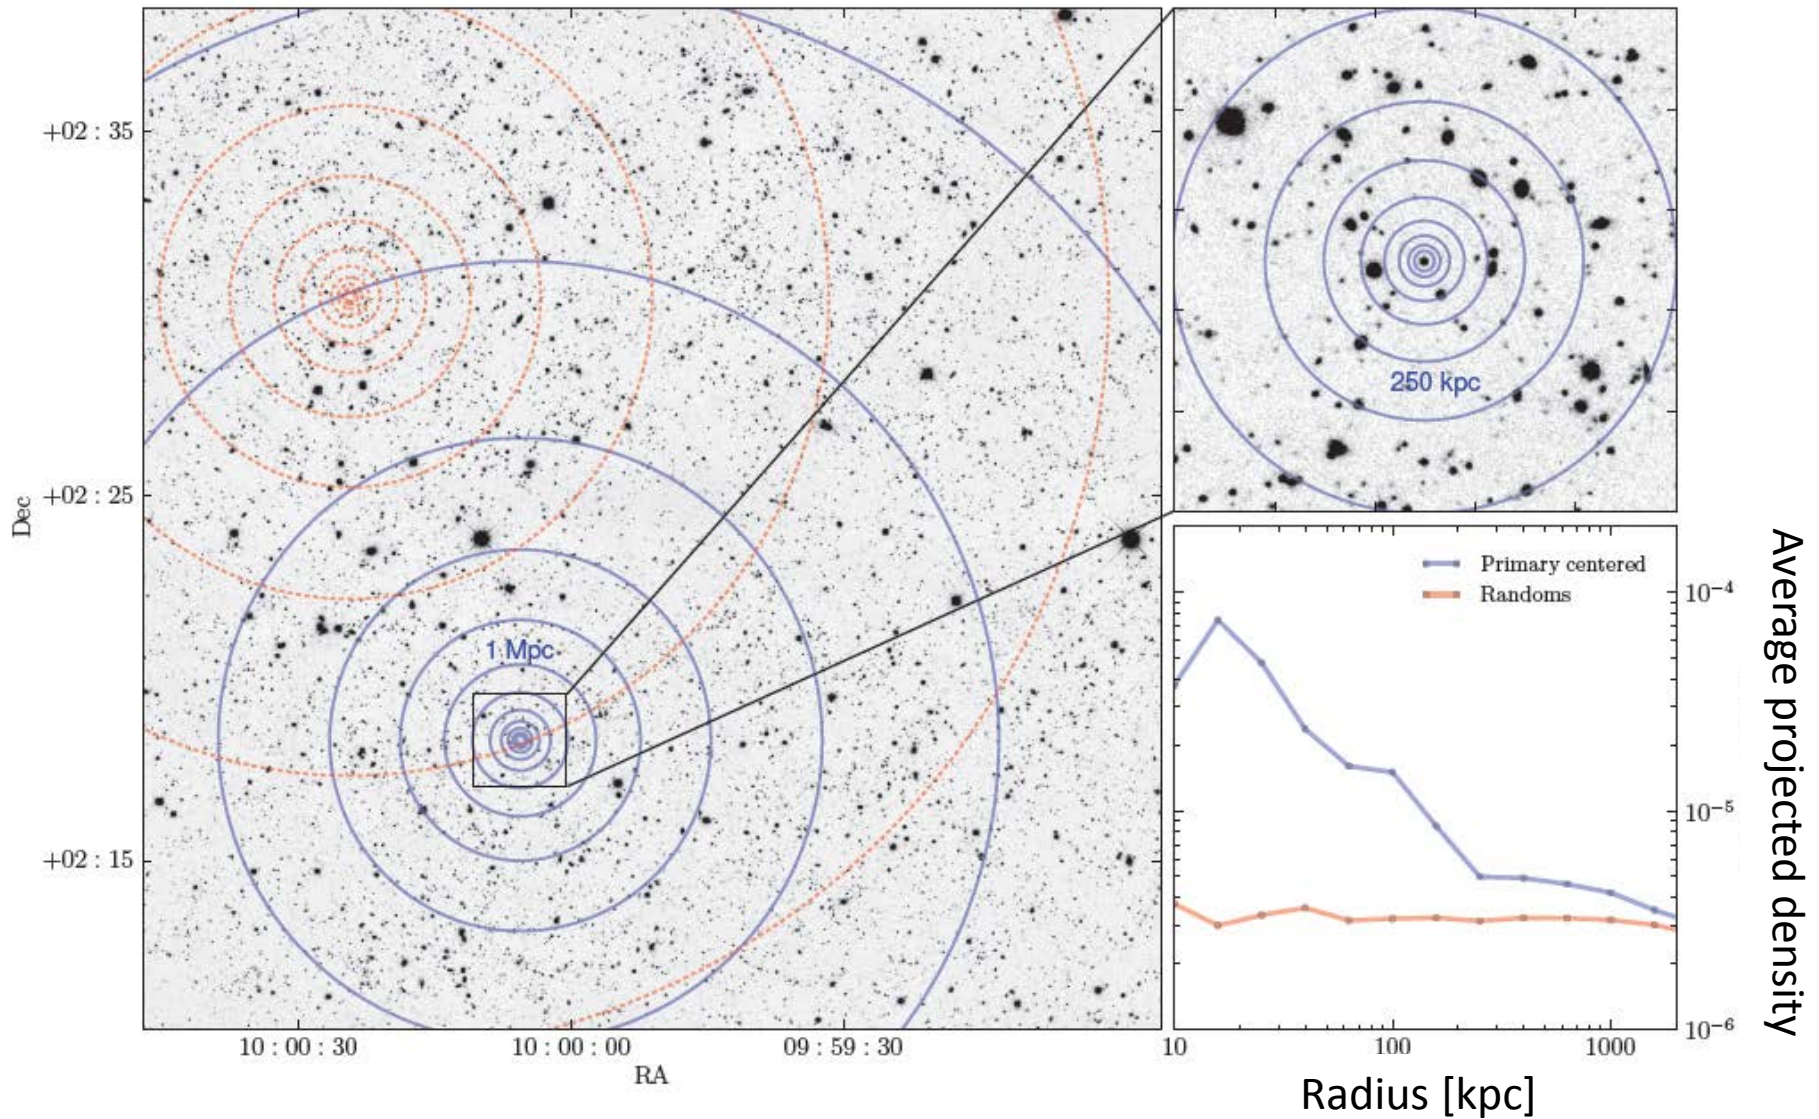 +02 : 35
+02 : 25
+02 : 15
Dec
10 : 00 : 30
10 : 00 : 00
09 : 59 : 30
RA
1 Mpc
250 kpc
Primary centered
Randoms
10⁻⁴
10⁻⁵
10⁻⁶
Average projected density
10
100
1000
Radius [kpc]